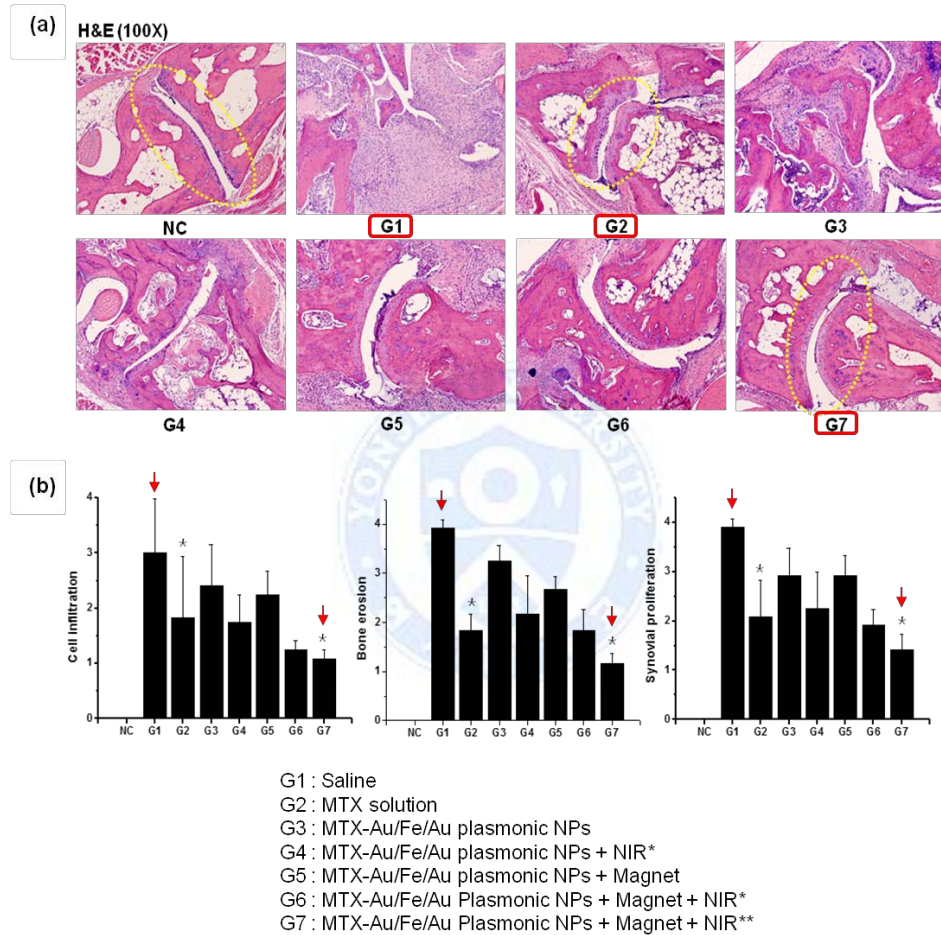 (a)
H&E (100X)
NC
G1
G2
G3
G4
G5
G6
G7
(b)
Cell infiltration
4
3
2
1
0
NC G1 G2 G3 G4 G5 G6 G7
*
*
Bone erosion
4
3
2
1
0
NC G1 G2 G3 G4 G5 G6 G7
*
*
Synovial proliferation
4
3
2
1
0
NC G1 G2 G3 G4 G5 G6 G7
*
*
G1 : Saline
G2 : MTX solution
G3 : MTX-Au/Fe/Au plasmonic NPs
G4 : MTX-Au/Fe/Au plasmonic NPs + NIR*
G5 : MTX-Au/Fe/Au plasmonic NPs + Magnet
G6 : MTX-Au/Fe/Au Plasmonic NPs + Magnet + NIR*
G7 : MTX-Au/Fe/Au Plasmonic NPs + Magnet + NIR**